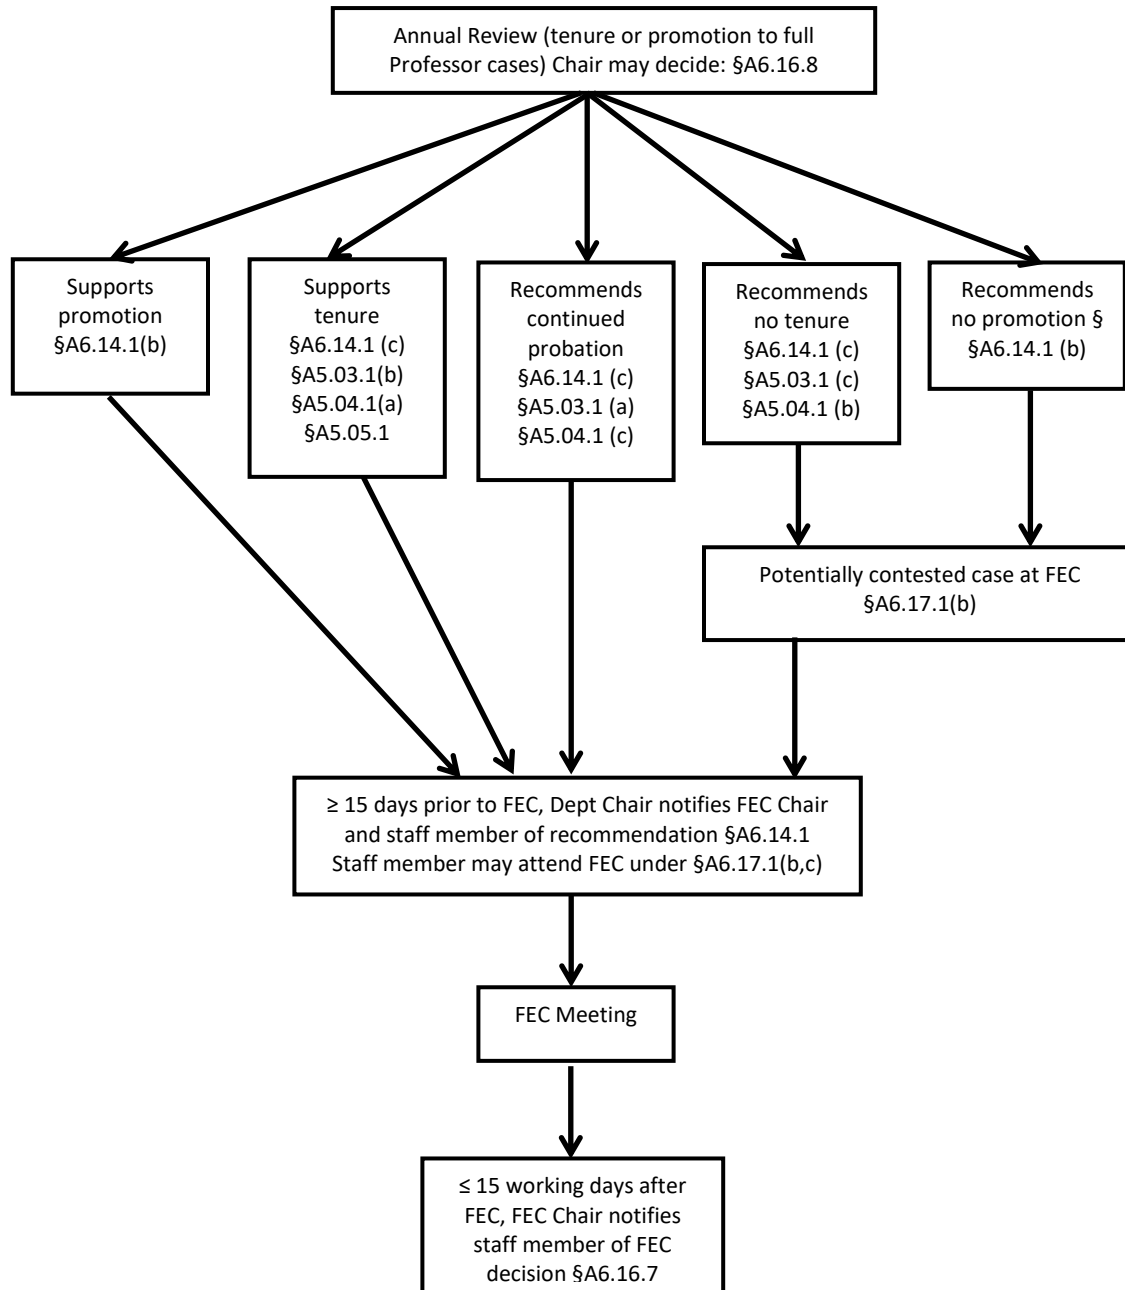 Annual Review (tenure or promotion to full
Professor cases) Chair may decide: §A6.16.8
Supports
promotion
§A6.14.1(b)
Supports
tenure
§A6.14.1 (c)
§A5.03.1(b)
§A5.04.1(a)
§A5.05.1
Recommends
continued
probation
§A6.14.1 (c)
§A5.03.1 (a)
§A5.04.1 (c)
Recommends
no tenure
§A6.14.1 (c)
§A5.03.1 (c)
§A5.04.1 (b)
Recommends
no promotion §
§A6.14.1 (b)
Potentially contested case at FEC
§A6.17.1(b)
≥ 15 days prior to FEC, Dept Chair notifies FEC Chair
and staff member of recommendation §A6.14.1
Staff member may attend FEC under §A6.17.1(b,c)
FEC Meeting
≤ 15 working days after
FEC, FEC Chair notifies
staff member of FEC
decision §A6.16.7